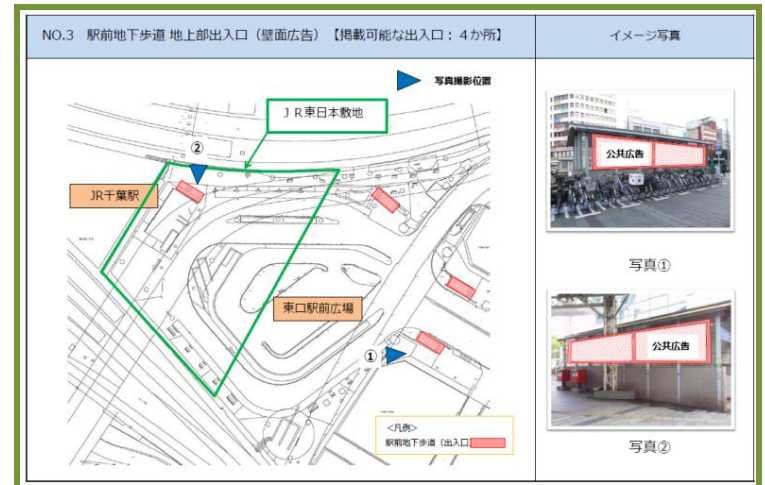 NO.3 駅前地下歩道 地上部出入口（壁面広告）【掲載可能な出入口：４か所】
イメージ写真
写真撮影位置
ＪＲ東日本敷地
②
JR千葉駅
東口駅前広場
①
<凡例>
駅前地下歩道（出入口）
公共広告
写真①
公共広告
写真②